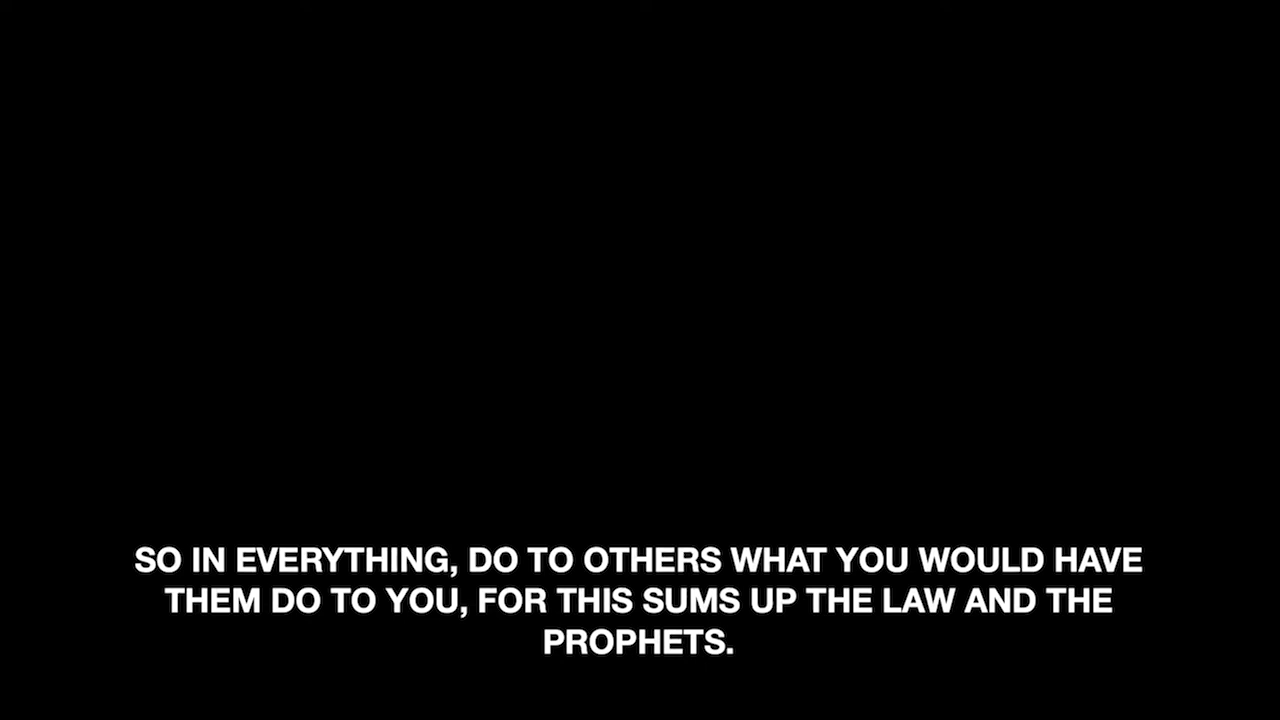 SO IN EVERYTHING, DO TO OTHERS WHAT YOU WOULD HAVE
THEM DO TO YOU, FOR THIS SUMS UP THE LAW AND THE
PROPHETS.